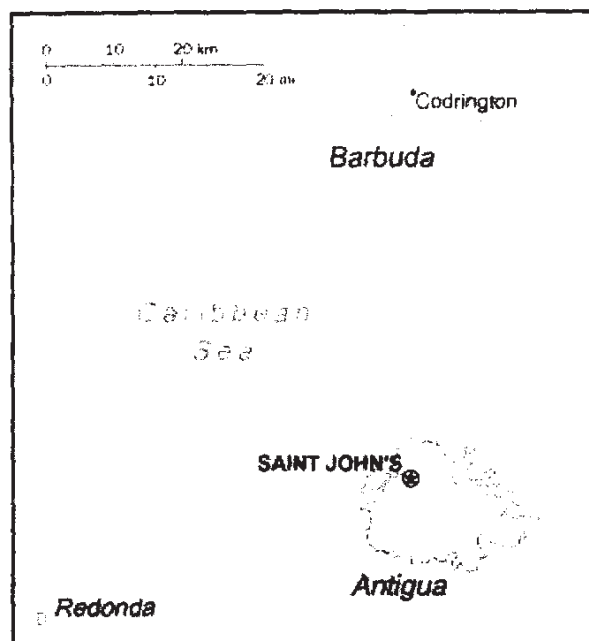 0 10 20 km
0 10 20 mi
Codrington
Barbuda
Caribbean
Sea
SAINT JOHN'S
Antigua
Redonda